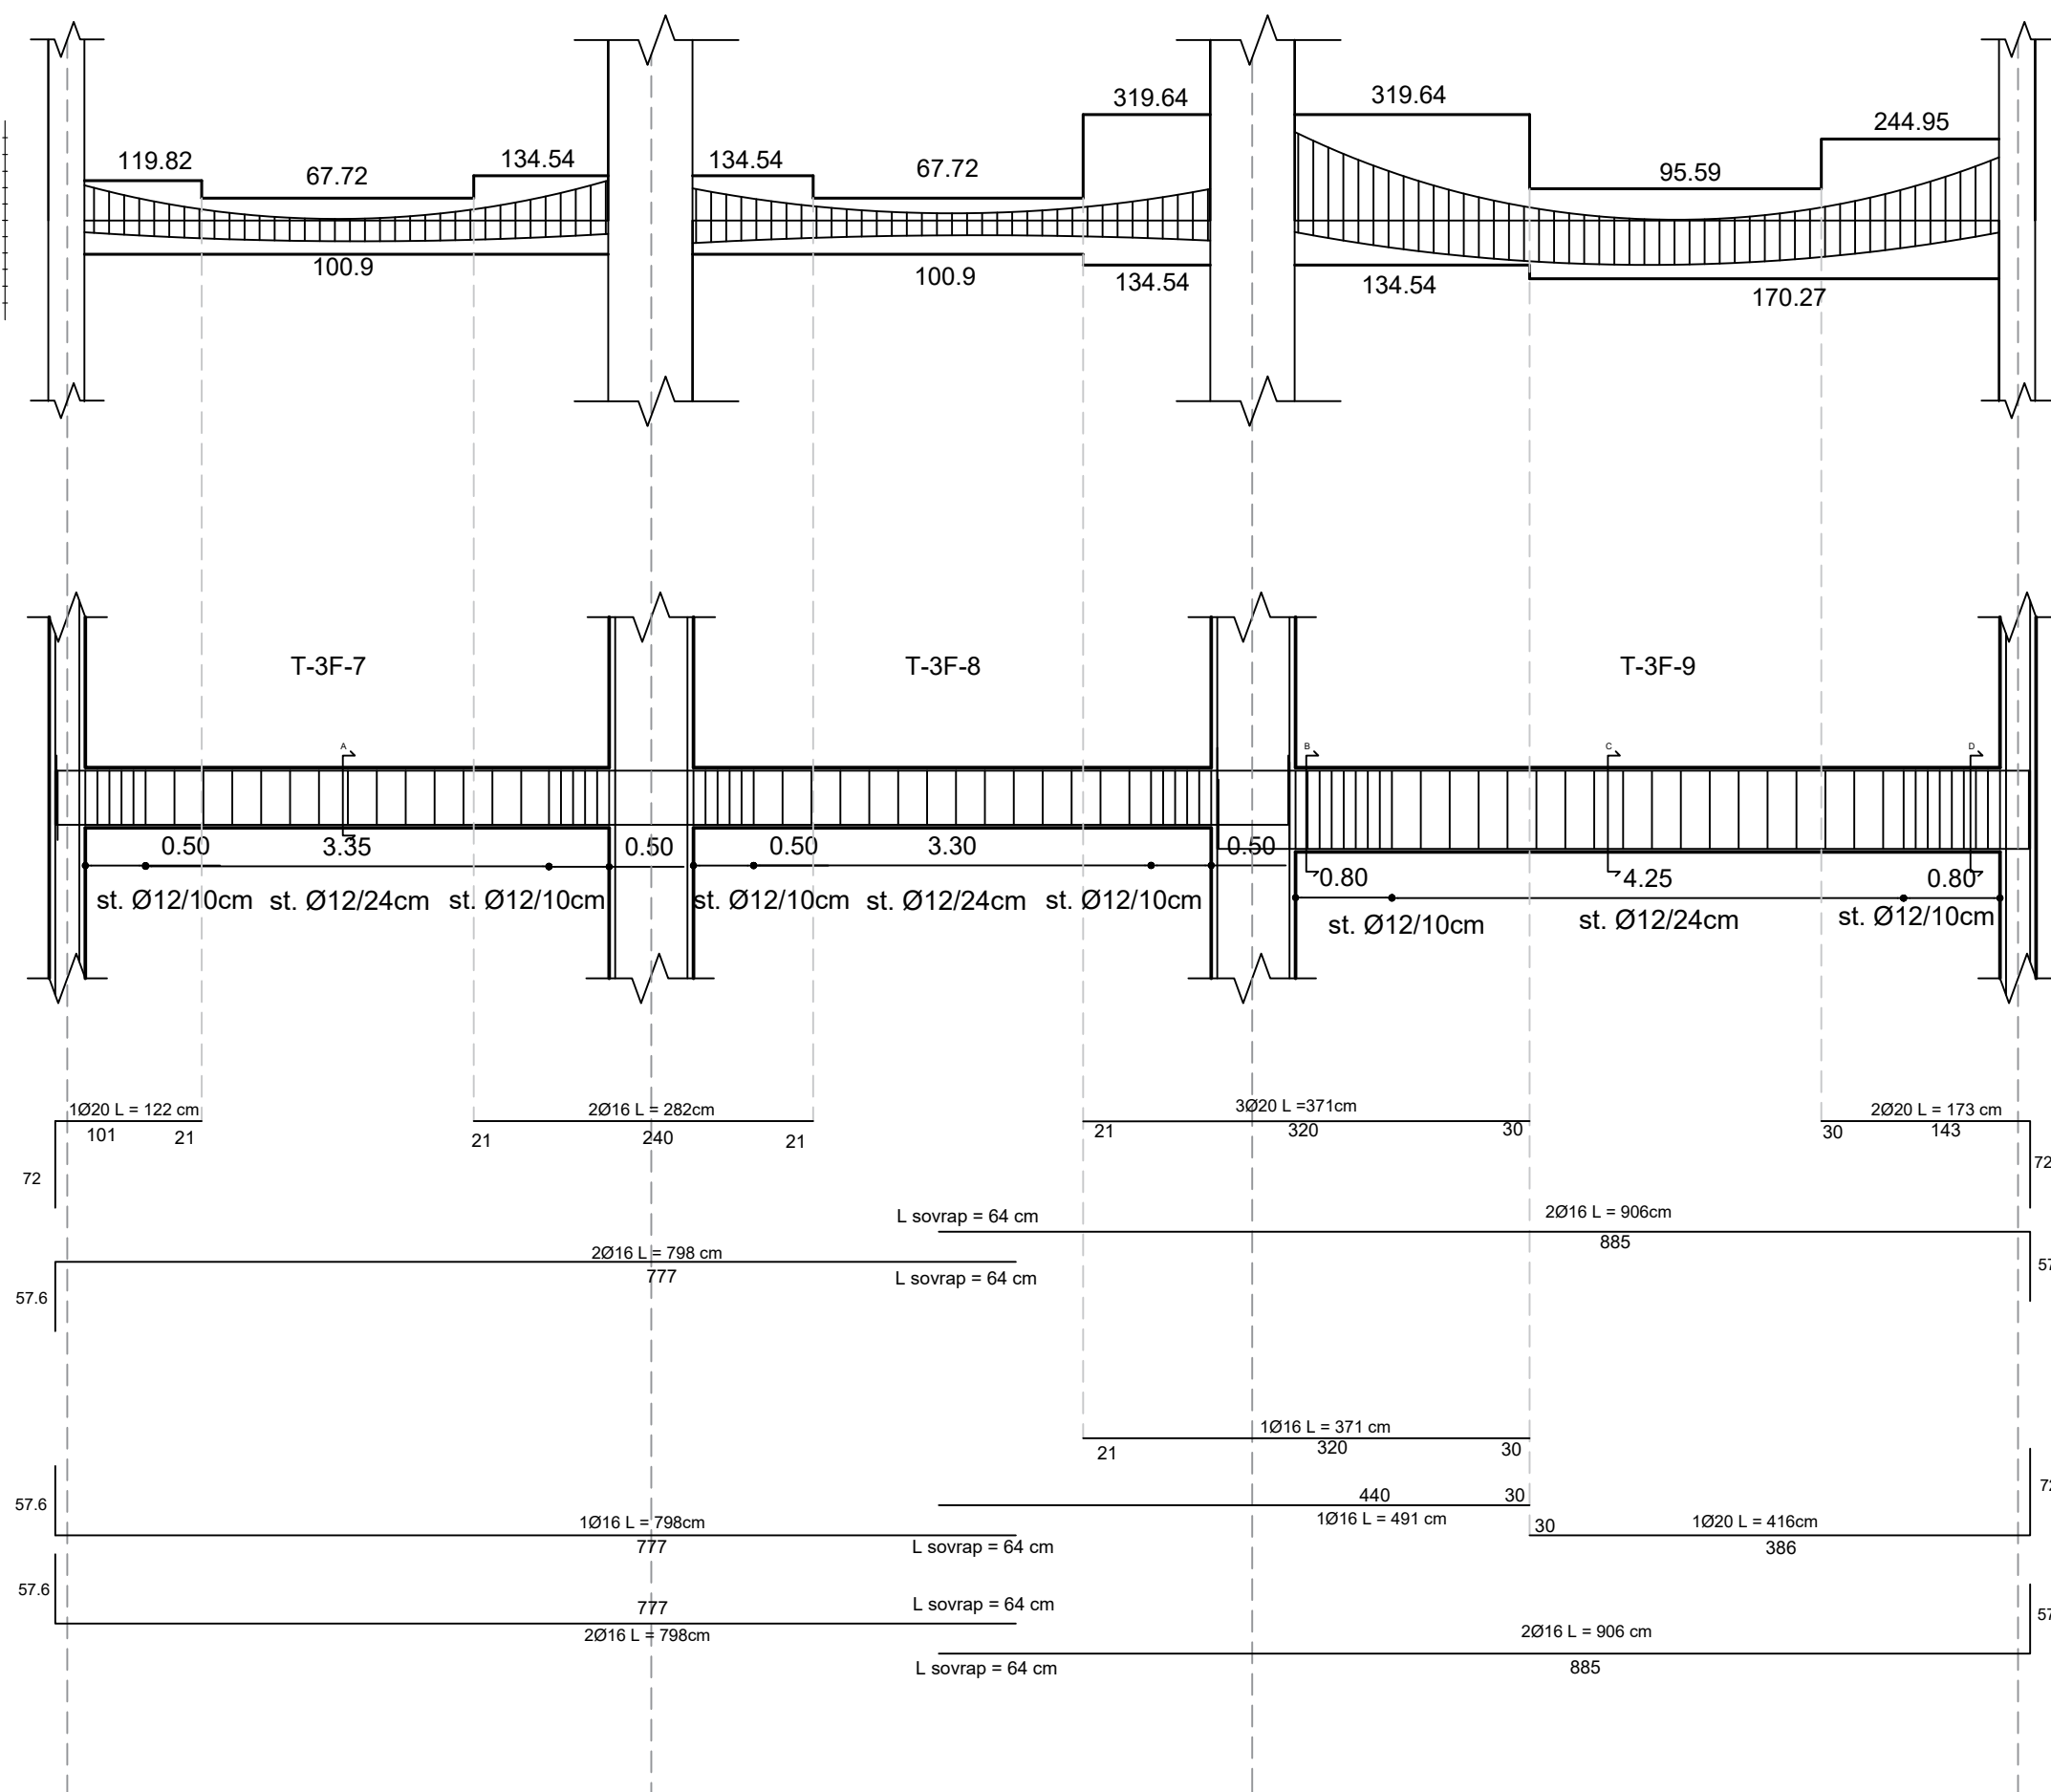 319.64 319.64
244.95
119.82 134.54 134.54
67.72 67.72 95.59
100.9 100.9 134.54 134.54 170.27
T-3F-7 T-3F-8 T-3F-9
A B C D
0.50 3.35 0.50 0.50 3.30 0.50
0.80 4.25 0.80
st. Ø12/10cm st. Ø12/24cm st. Ø12/10cm st. Ø12/10cm st. Ø12/24cm st. Ø12/10cm
st. Ø12/10cm st. Ø12/24cm st. Ø12/10cm
1Ø20 L = 122 cm 2Ø16 L = 282cm 3Ø20 L =371cm 2Ø20 L = 173 cm
101 21 21 240 21 21 320 30 30 143
72 72
L sovrap = 64 cm 2Ø16 L = 906cm
885
2Ø16 L = 798 cm
777 L sovrap = 64 cm
57.6
1Ø16 L = 371 cm
21 320 30
57.6
440 30
1Ø16 L = 491 cm
1Ø16 L = 798cm
777 L sovrap = 64 cm
30 1Ø20 L = 416cm
386
57.6
777 L sovrap = 64 cm
2Ø16 L = 798cm
2Ø16 L = 906 cm
L sovrap = 64 cm 885